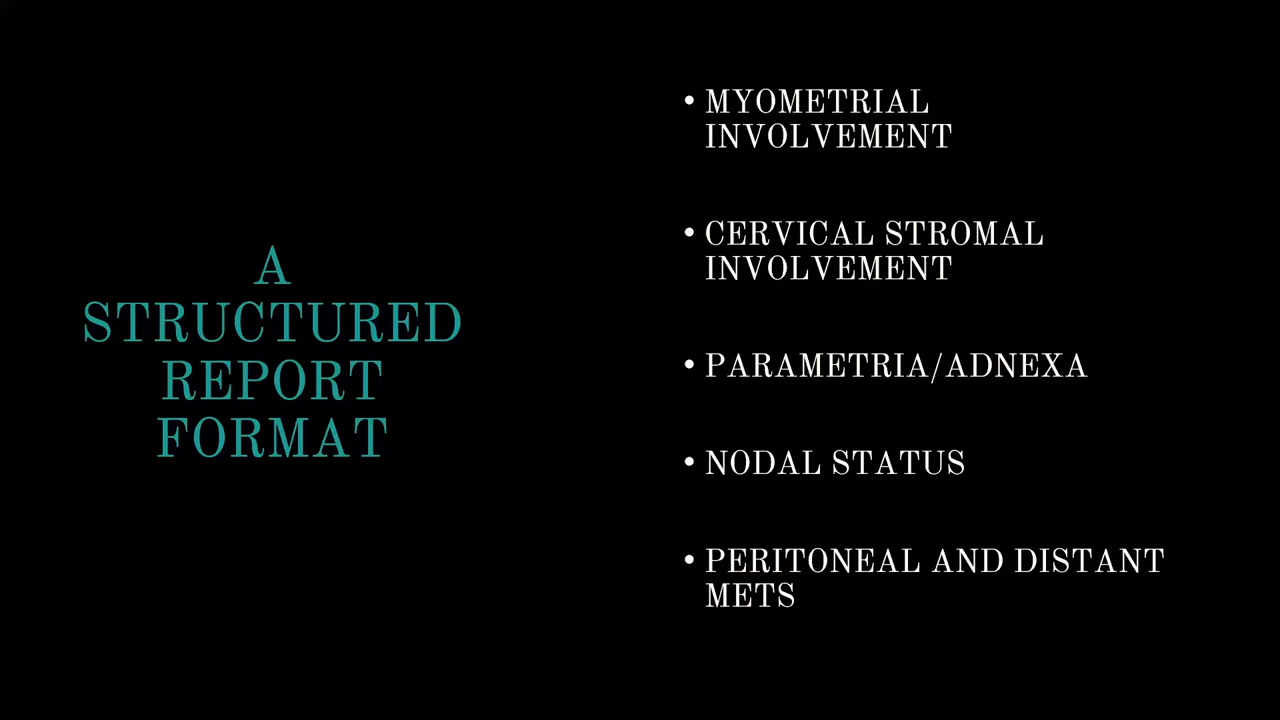 A
STRUCTURED
REPORT
FORMAT
• MYOMETRIAL
INVOLVEMENT
• CERVICAL STROMAL
INVOLVEMENT
• PARAMETRIA/ADNEXA
• NODAL STATUS
• PERITONEAL AND DISTANT
METS